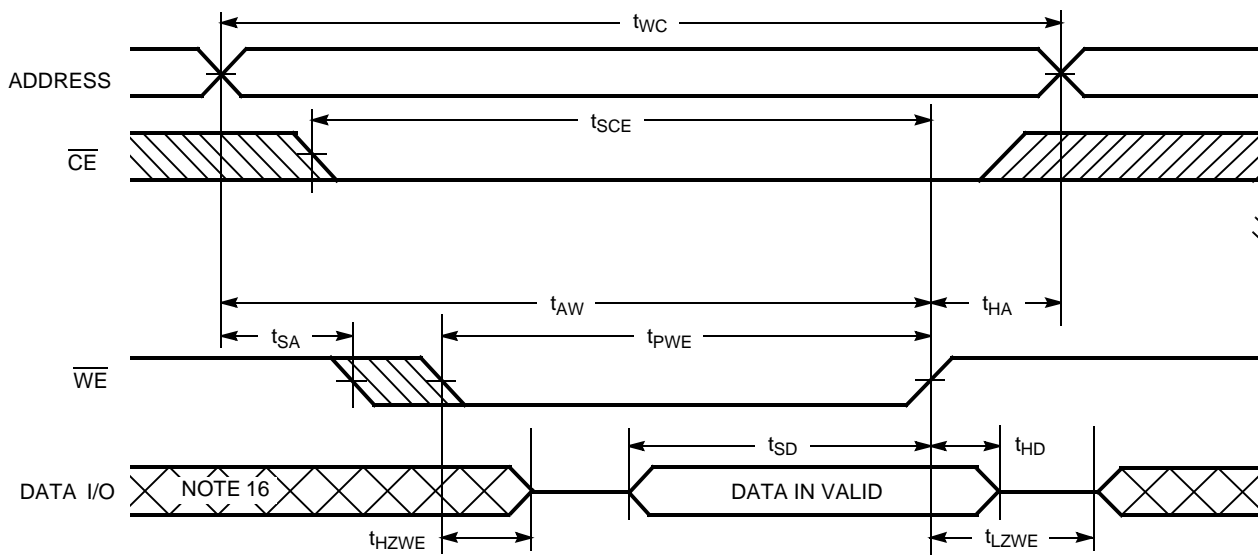 tWC
ADDRESS
tSCE
CE
tAW
tHA
tSA
tPWE
WE
tSD
tHD
DATA I/O
NOTE 16
DATA IN VALID
tHZWE
tLZWE